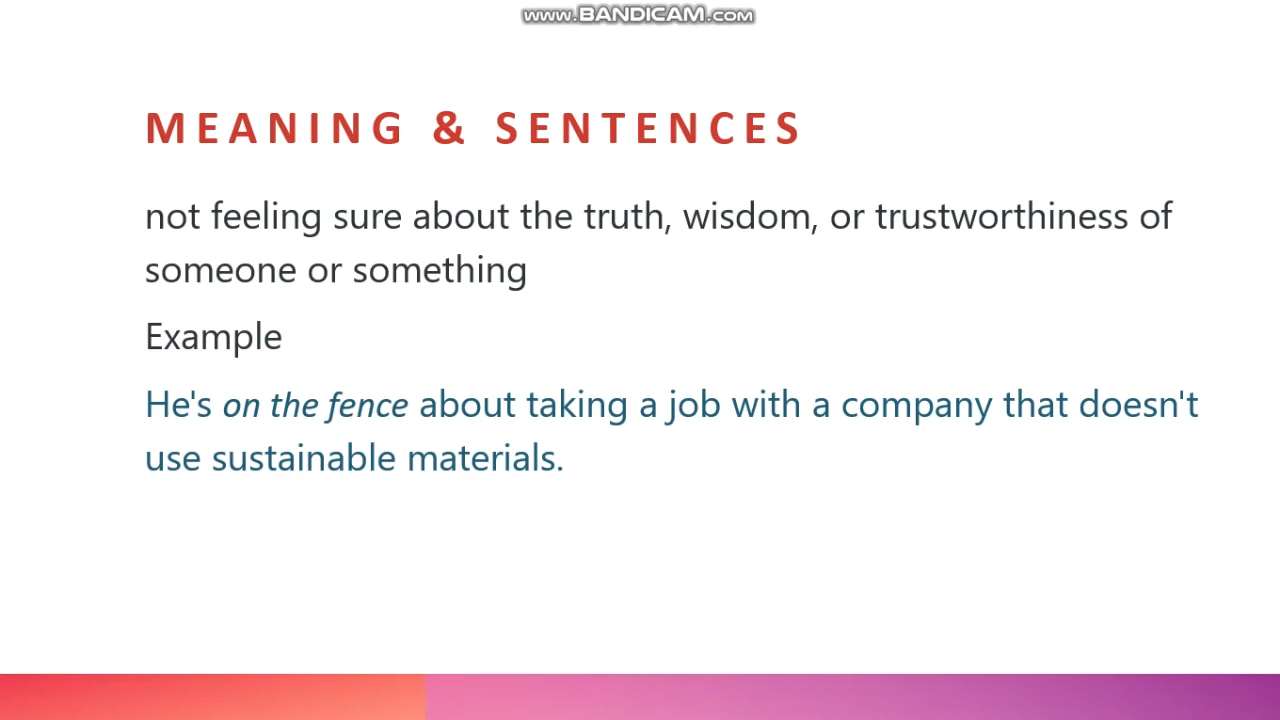 www.BANDICAM.com
MEANING & SENTENCES
not feeling sure about the truth, wisdom, or trustworthiness of
someone or something
Example
He's on the fence about taking a job with a company that doesn't
use sustainable materials.